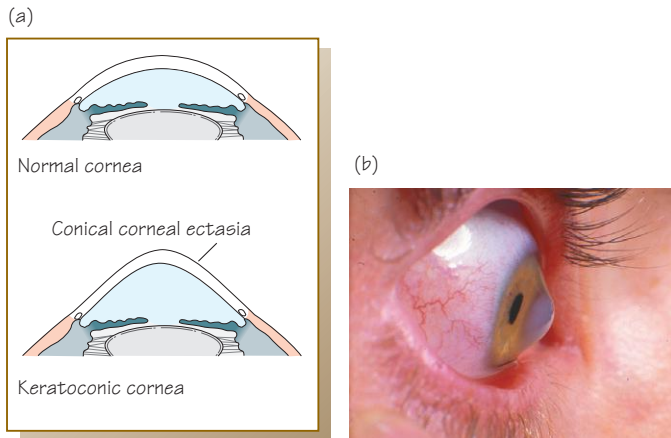 (a)
Normal cornea
Conical corneal ectasia
Keratoconic cornea
(b)